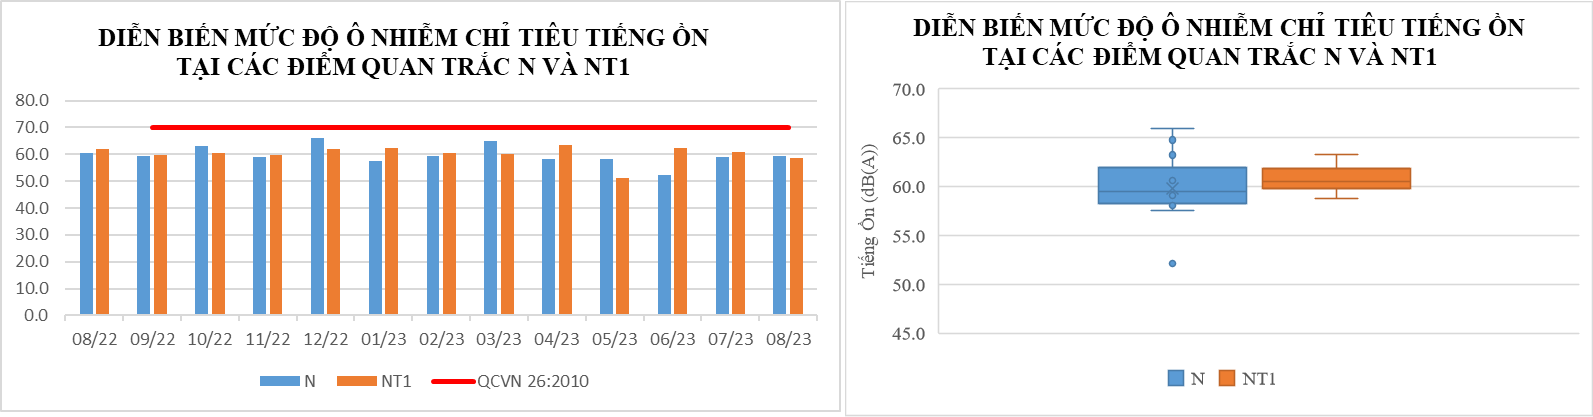 DIỄN BIẾN MỨC ĐỘ Ô NHIỄM CHỈ TIÊU TIẾNG ỒN
TẠI CÁC ĐIỂM QUAN TRẮC N VÀ NT1
80.0
70.0
60.0
50.0
40.0
30.0
20.0
10.0
0.0
08/22 09/22 10/22 11/22 12/22 01/23 02/23 03/23 04/23 05/23 06/23 07/23 08/23
N NT1 QCVN 26:2010
DIỄN BIẾN MỨC ĐỘ Ô NHIỄM CHỈ TIÊU TIẾNG ỒN
TẠI CÁC ĐIỂM QUAN TRẮC N VÀ NT1
Tiếng Ồn (dB(A))
70.0
65.0
60.0
55.0
50.0
45.0
N NT1